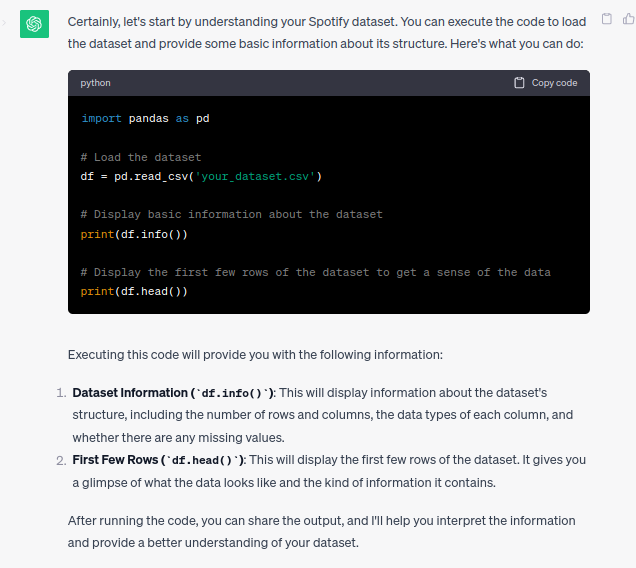 Certainly, let's start by understanding your Spotify dataset. You can execute the code to load
the dataset and provide some basic information about its structure. Here's what you can do:
python
Copy code
import pandas as pd
# Load the dataset
df = pd.read_csv('your_dataset.csv')
# Display basic information about the dataset
print(df.info())
# Display the first few rows of the dataset to get a sense of the data
print(df.head())
Executing this code will provide you with the following information:
1. Dataset Information (`df.info()`): This will display information about the dataset's
structure, including the number of rows and columns, the data types of each column, and
whether there are any missing values.
2. First Few Rows (`df.head()`): This will display the first few rows of the dataset. It gives you
a glimpse of what the data looks like and the kind of information it contains.
After running the code, you can share the output, and I'll help you interpret the information
and provide a better understanding of your dataset.